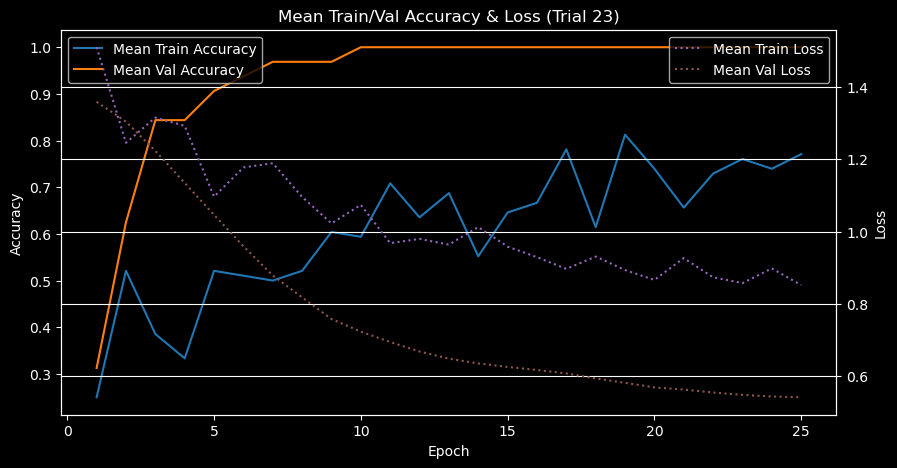 Mean Train/Val Accuracy & Loss (Trial 23)
Mean Train Accuracy
Mean Val Accuracy
Mean Train Loss
Mean Val Loss
Accuracy
1.0
0.9
0.8
0.7
0.6
0.5
0.4
0.3
Loss
1.4
1.2
1.0
0.8
0.6
0
5
10
15
20
25
Epoch